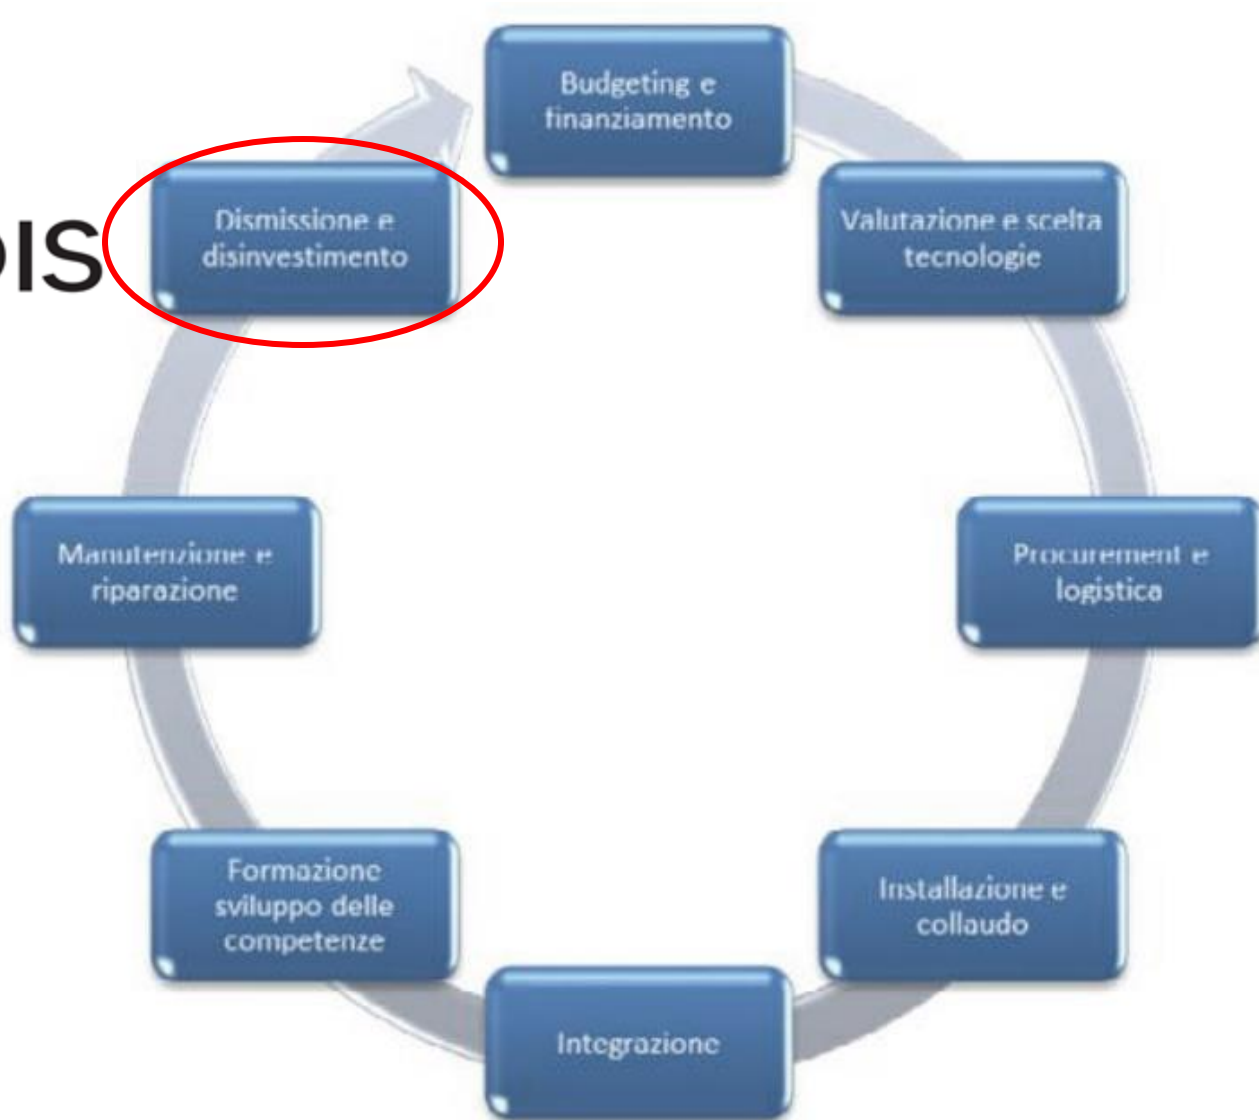 Budgeting e
finanziamento
Valutazione e scelta
tecnologie
Procurement e
logistica
Installazione e
collaudo
Integrazione
Formazione
sviluppo delle
competenze
Manutenzione e
riparazione
Dismissione e
disinvestimento